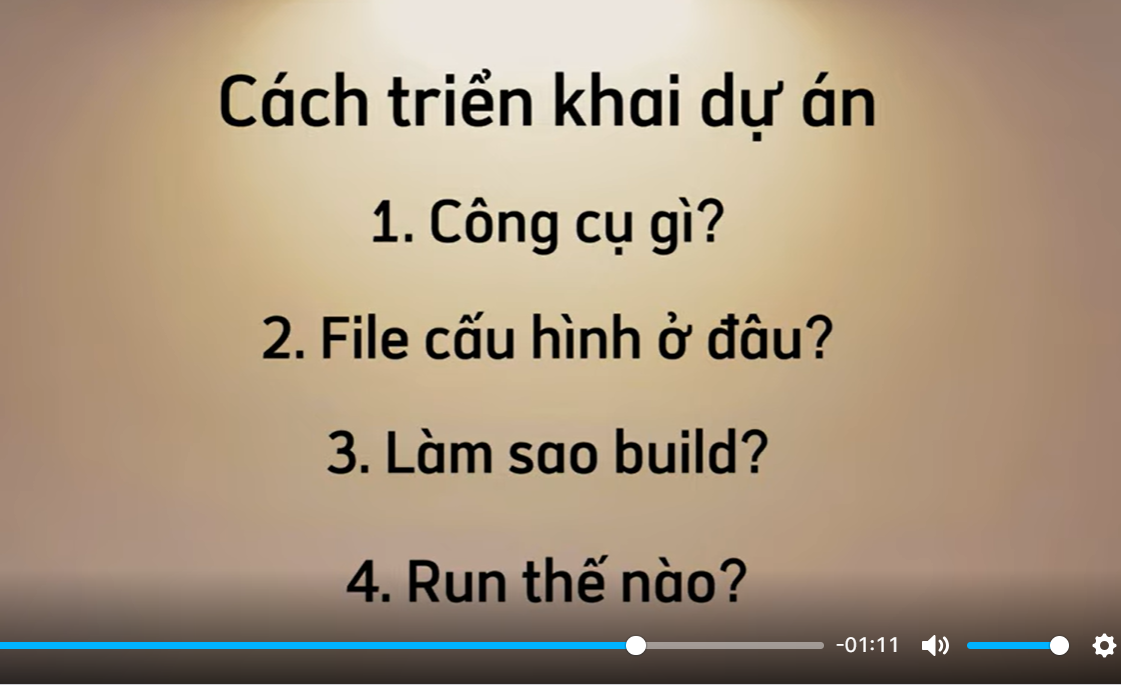 Cách triển khai dự án
1. Công cụ gì?
2. File cấu hình ở đâu?
3. Làm sao build?
4. Run thế nào?
-01:11